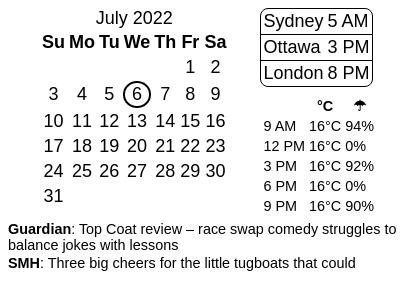 July 2022
Su Mo Tu We Th Fr Sa
1 2
3 4 5 6 7 8 9
10 11 12 13 14 15 16
17 18 19 20 21 22 23
24 25 26 27 28 29 30
31
Sydney 5 AM
Ottawa 3 PM
London 8 PM
°C ☂
9 AM 16°C 94%
12 PM 16°C 0%
3 PM 16°C 92%
6 PM 16°C 0%
9 PM 16°C 90%
Guardian: Top Coat review – race swap comedy struggles to
balance jokes with lessons
SMH: Three big cheers for the little tugboats that could